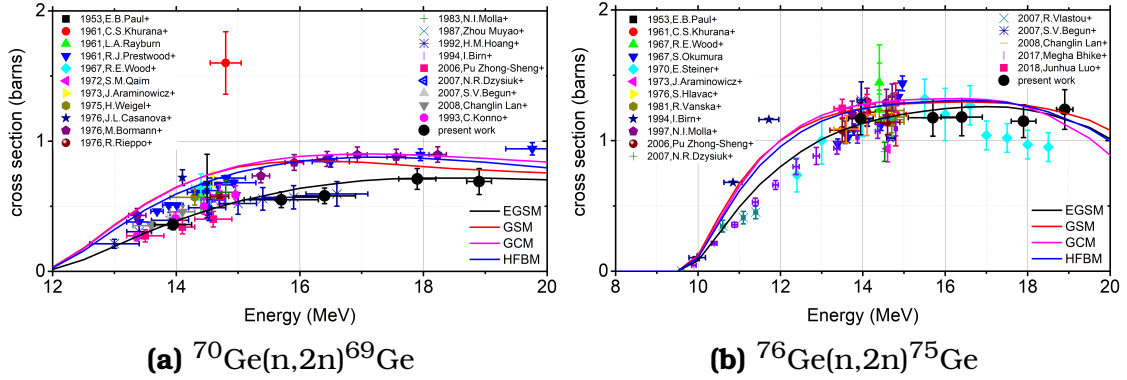 2
1
0
cross section (barns)
12
14
16
18
20
Energy (MeV)
1953,E.B.Paul+
1961,C.S.Khurana+
1961,L.A.Rayburn
1961,R.J.Prestwood+
1967,R.E.Wood+
1972,S.M.Qaim
1973,J.Araminowicz+
1975,H.Weigel+
1976,J.L.Casanova+
1976,M.Bormann+
1976,R.Rieppo+
1983,N.I.Molla+
1987,Zhou Muyao+
1992,H.M.Hoang+
1994,I.Birn+
2006,Pu Zhong-Sheng+
2007,N.R.Dzysiuk+
2007,S.V.Begun+
2008,Changlin Lan+
1993,C.Konno+
present work
EGSM
GSM
GCM
HFBM
(a) ⁷⁰Ge(n,2n)⁶⁹Ge
2
1
0
cross section (barns)
8
10
12
14
16
18
20
Energy (MeV)
1953,E.B.Paul+
1961,C.S.Khurana+
1967,R.E.Wood+
1967,S.Okumura
1970,E.Steiner+
1973,J.Araminowicz+
1976,S.Hlavac+
1981,R.Vanska+
1994,I.Birn+
1997,N.I.Molla+
2006,Pu Zhong-Sheng+
2007,N.R.Dzysiuk+
2007,R.Vlastou+
2007,S.V.Begun+
2008,Changlin Lan+
2017,Megha Bhike+
2018,Junhua Luo+
present work
EGSM
GSM
GCM
HFBM
(b) ⁷⁶Ge(n,2n)⁷⁵Ge